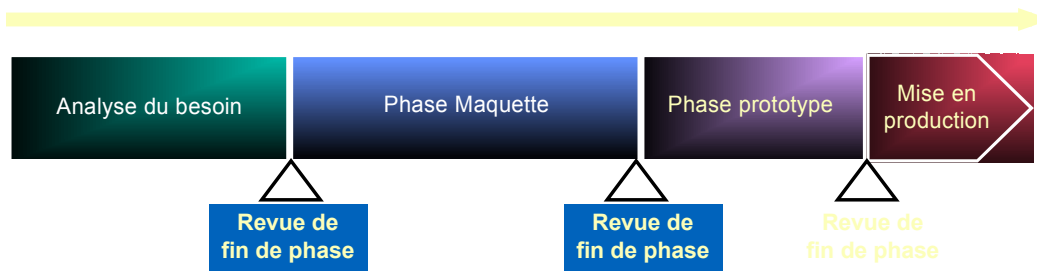 Analyse du besoin
Phase Maquette
Phase prototype
Mise en
production
Revue de
fin de phase
Revue de
fin de phase
Revue de
fin de phase